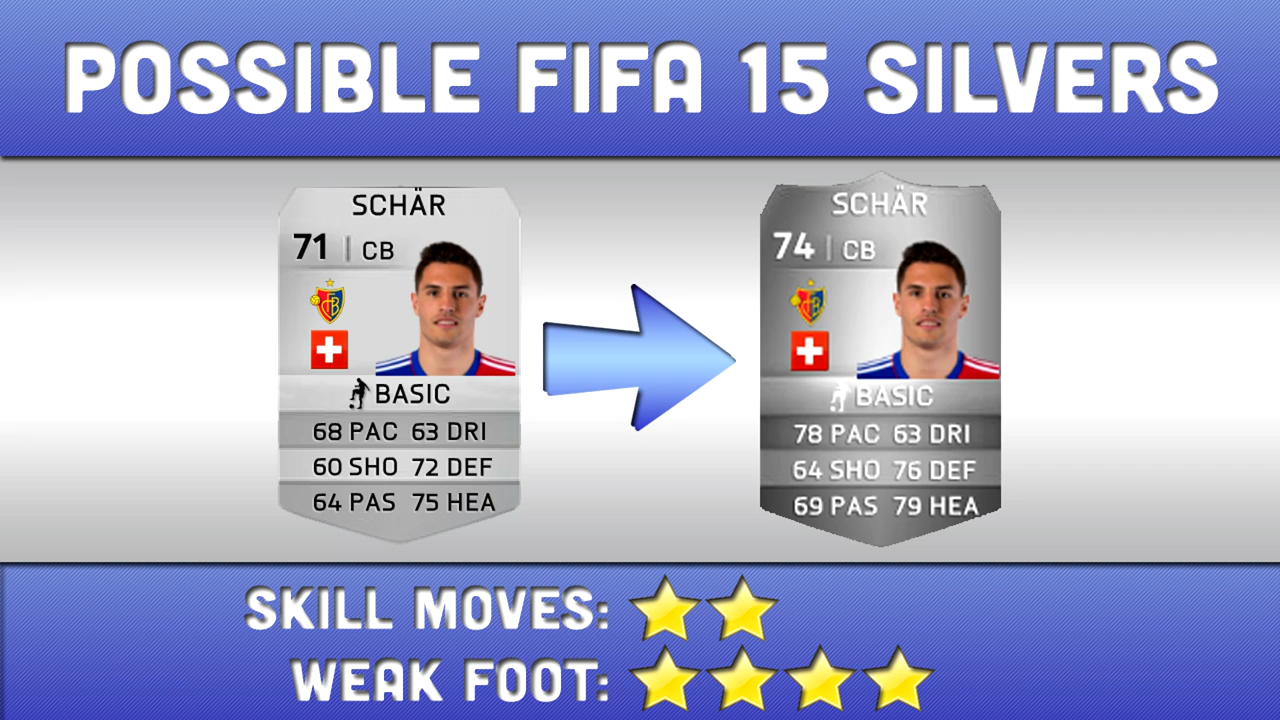 POSSIBLE FIFA 15 SILVERS
SCHÄR
71 | CB
FCB
BASIC
68 PAC 63 DRI
60 SHO 72 DEF
64 PAS 75 HEA
SCHÄR
74 | CB
FCB
BASIC
78 PAC 63 DRI
64 SHO 76 DEF
69 PAS 79 HEA
SKILL MOVES:
WEAK FOOT: